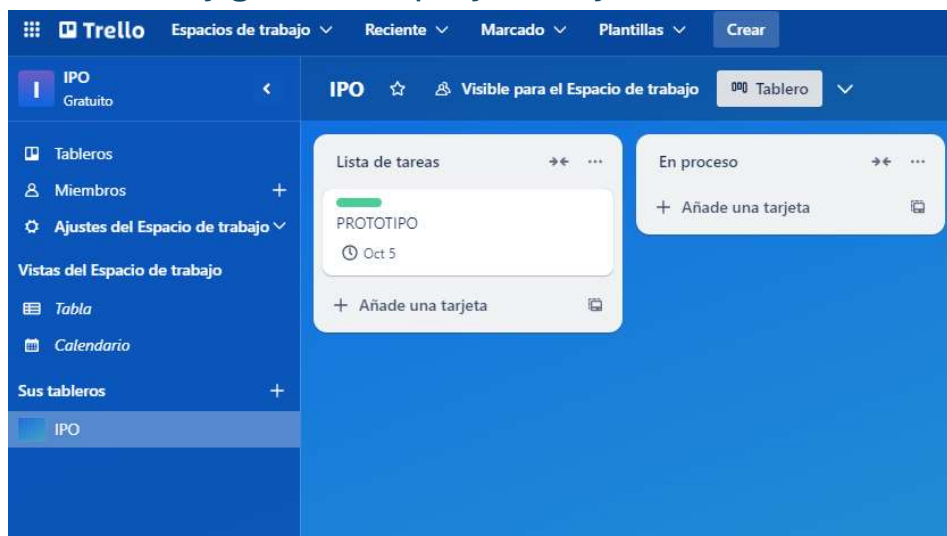 Trello Espacios de trabajo Reciente Marcado Plantillas Crear
I IPO
Gratuito
IPO Visible para el Espacio de trabajo Tablero
Tableros
Miembros
Ajustes del Espacio de trabajo
Vistas del Espacio de trabajo
Tabla
Calendario
Sus tableros
IPO
Lista de tareas
PROTOTIPO
Oct 5
+ Añade una tarjeta
En proceso
+ Añade una tarjeta